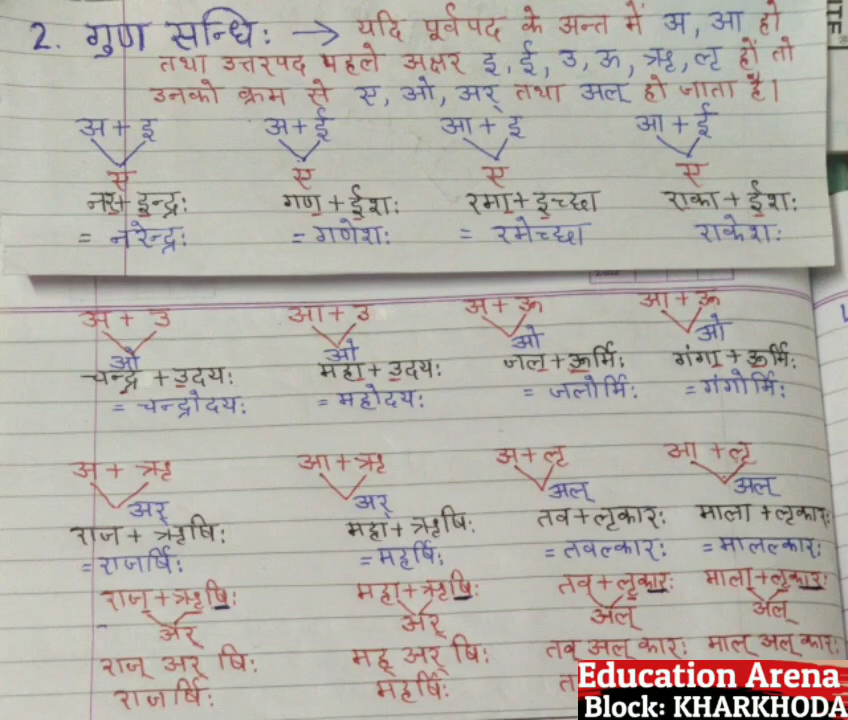 2. गुण सन्धि: → यदि पूर्वपद के अन्त में अ, आ हो
तथा उत्तरपद पहले अक्षर इ, ई, उ, ऊ, ऋ, लृ हों तो
उनको क्रम से ए, ओ, अर् तथा अल् हो जाता है।
अ + इ अ + ई आ + इ आ + ई
ए ए ए ए
नर + इन्द्र: गण + ईश: रमा + इच्छा राका + ईश:
= नरेन्द्र: = गणेश: = रमेच्छा राकेश:
अ + उ आ + उ अ + ऊ आ + ऊ
ओ ओ ओ ओ
चन्द्र + उदय: महा + उदय: जल + ऊर्मि: गंगा + ऊर्मि:
= चन्द्रोदय: = महोदय: = जलोर्मि: = गंगोर्मि:
अ + ऋ आ + ऋ अ + लृ आ + लृ
अर् अर् अल् अल्
राज + ऋषि: महा + ऋषि: तव + लृकार: माला + लृकार:
= राजर्षि: = महर्षि: = तवल्कार: = मालल्कार:
राज + ऋषि: महा + ऋषि: तव + लृकार: माला + लृकार:
अर् अर् अल् अल्
राज् अर् षि: मह् अर् षि: तव् अल् कार: माल् अल् कार:
राजर्षि: महर्षि:
Education Arena
Block: KHARKHODA